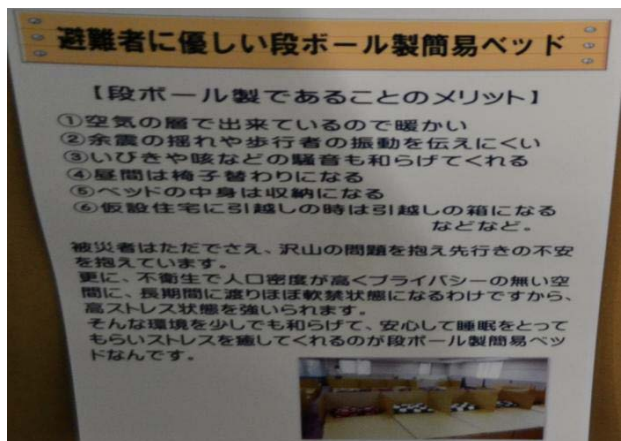 避難者に優しい段ボール製簡易ベッド
【段ボール製であることのメリット】
①空気の層で出来ているので暖かい
②余震の揺れや歩行者の振動を伝えにくい
③いびきや咳などの騒音も和らげてくれる
④昼間は椅子替わりになる
⑤ベッドの中身は収納になる
⑥仮設住宅に引越しの時は引越しの箱になる
などなど。
被災者はただでさえ、沢山の問題を抱え先行きの不安
を抱えています。
更に、不衛生で人口密度が高くプライバシーの無い空
間に、長期間に渡りほぼ軟禁状態になるわけですから、
高ストレス状態を強いられます。
そんな環境を少しでも和らげて、安心して睡眠をとって
もらいストレスを癒してくれるのが段ボール製簡易ベッ
ドなんです。